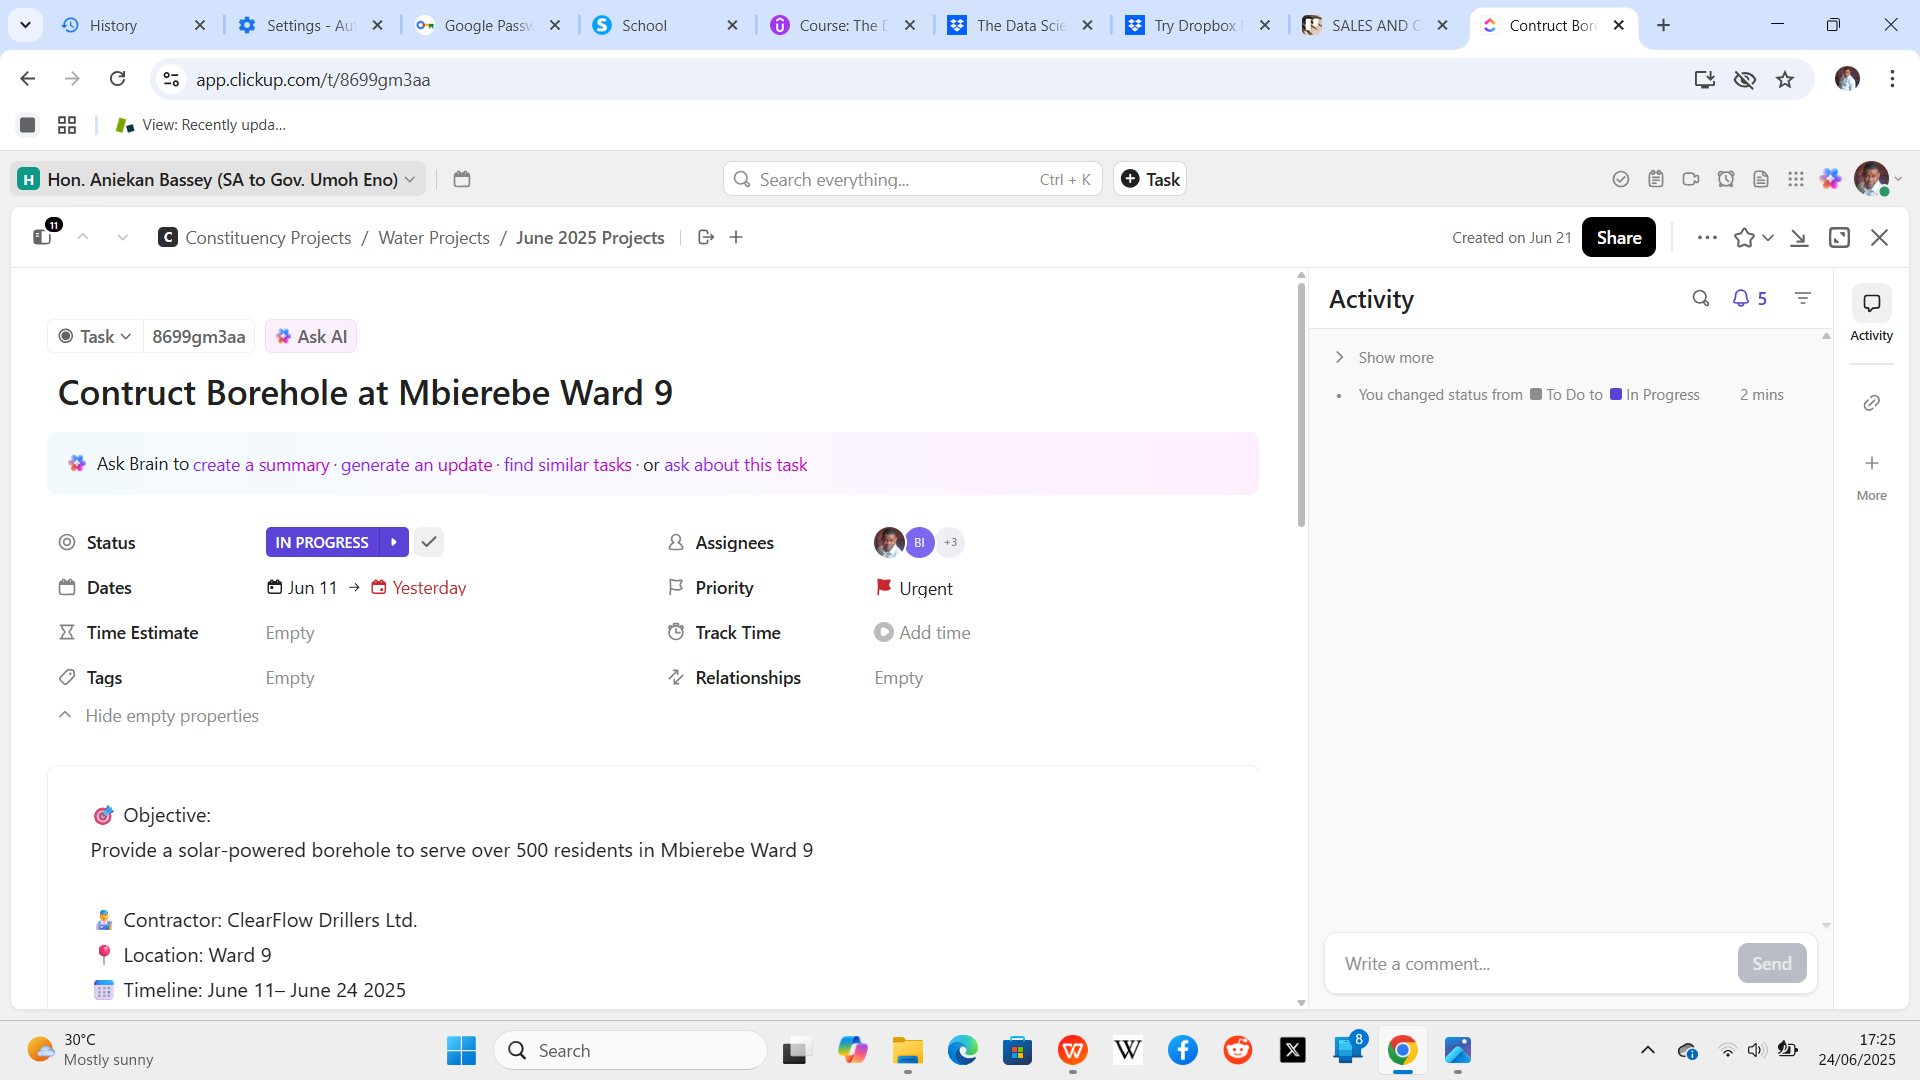 History
Settings - Aut
Google Passw
School
Course: The D
The Data Scie
Try Dropbox
SALES AND C
Contruct Bor
app.clickup.com/t/8699gm3aa
View: Recently upda...
H Hon. Aniekan Bassey (SA to Gov. Umoh Eno)
Search everything... Ctrl + K
Task
11
C Constituency Projects / Water Projects / June 2025 Projects
Created on Jun 21
Share
Task 8699gm3aa Ask AI
Contruct Borehole at Mbierebe Ward 9
Ask Brain to create a summary · generate an update · find similar tasks · or ask about this task
Status IN PROGRESS
Assignees BI +3
Dates Jun 11 → Yesterday
Priority Urgent
Time Estimate Empty
Track Time Add time
Tags Empty
Relationships Empty
Hide empty properties
🎯 Objective:
Provide a solar-powered borehole to serve over 500 residents in Mbierebe Ward 9
Contractor: ClearFlow Drillers Ltd.
📍 Location: Ward 9
Timeline: June 11– June 24 2025
Activity
5
Show more
• You changed status from To Do to In Progress 2 mins
Write a comment...
Send
Activity
More
30°C
Mostly sunny
Search
W
8
17:25
24/06/2025